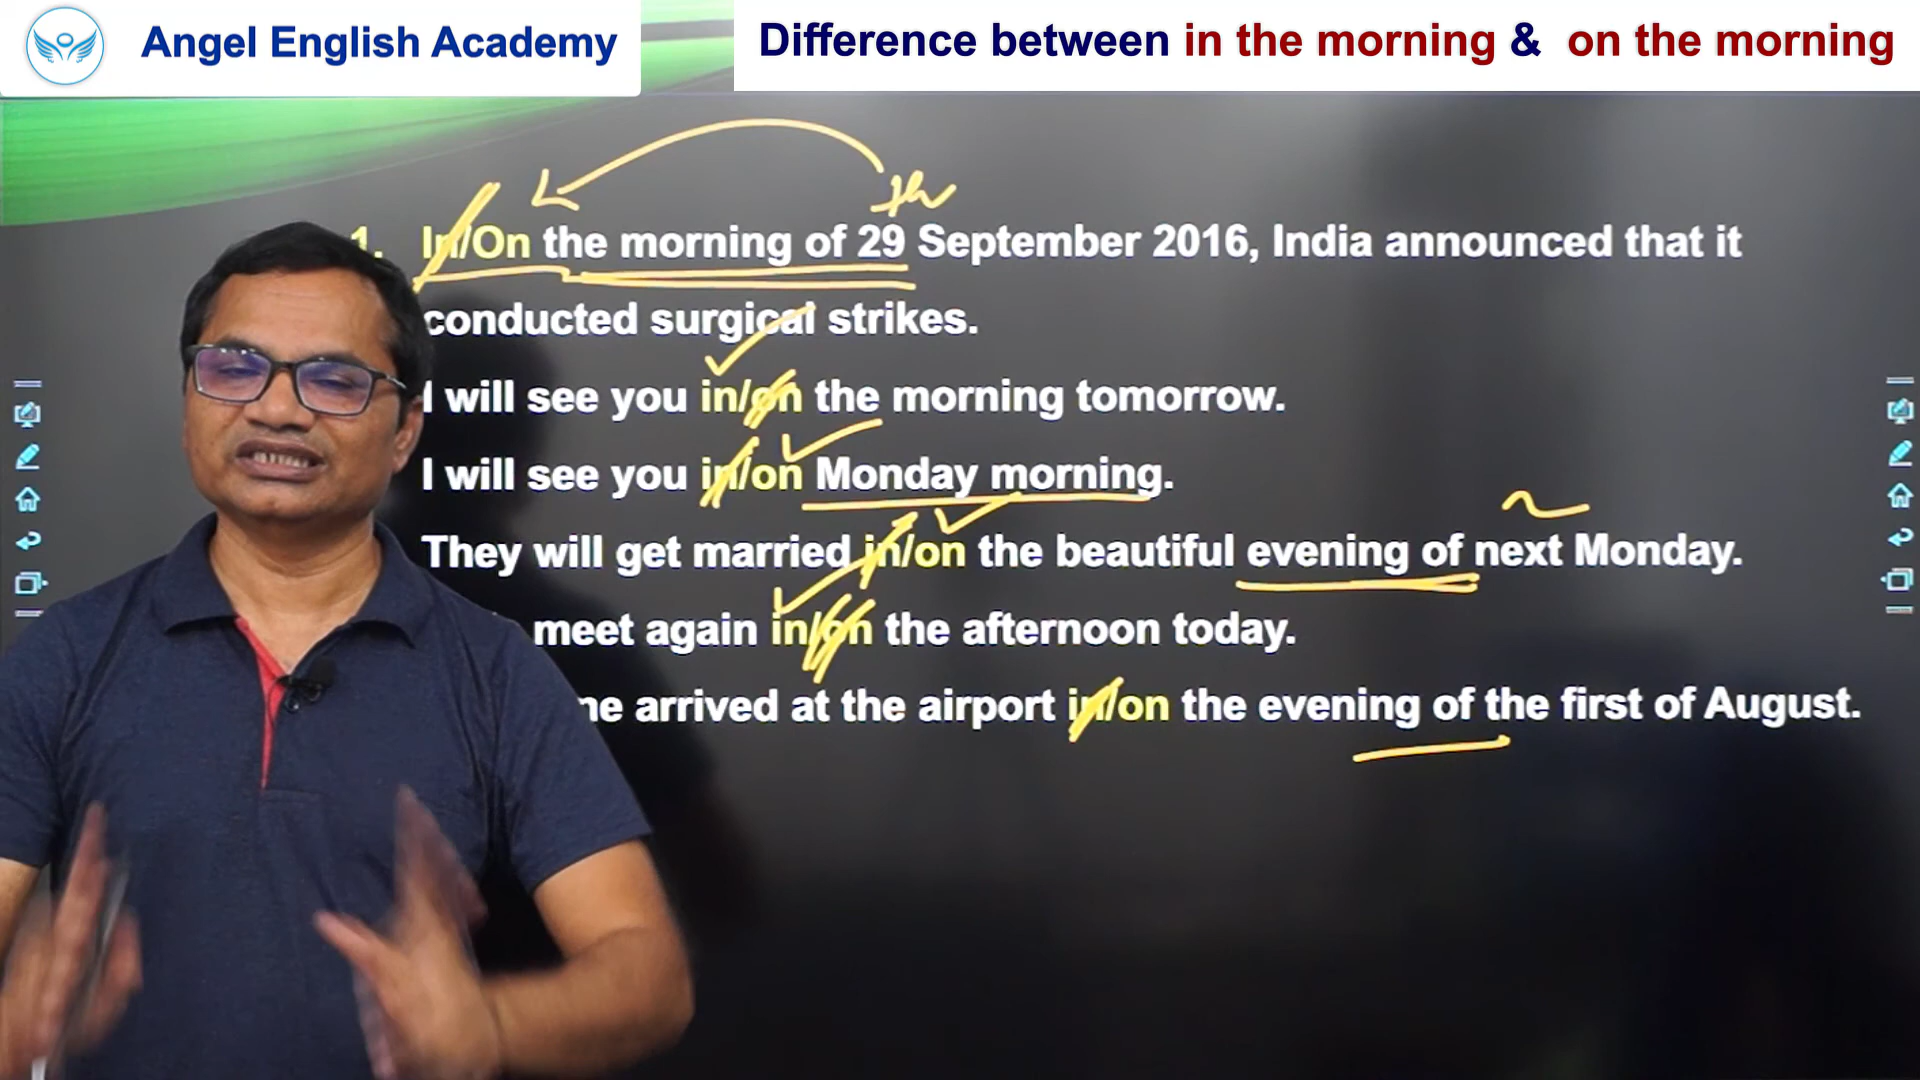 Angel English Academy
Difference between in the morning & on the morning
th
1. In/On the morning of 29 September 2016, India announced that it
conducted surgical strikes.
I will see you in/on the morning tomorrow.
I will see you in/on Monday morning.
They will get married in/on the beautiful evening of next Monday.
meet again in/on the afternoon today.
arrived at the airport in/on the evening of the first of August.